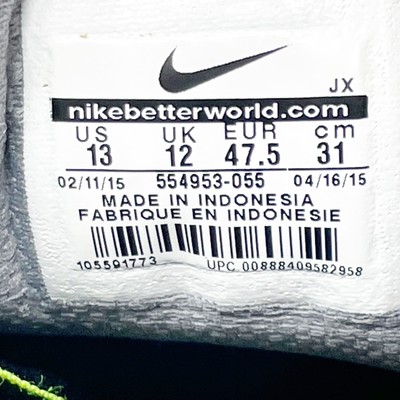 JX
nikebetterworld.com
US UK EUR cm
13 12 47.5 31
02/11/15 554953-055 04/16/15
MADE IN INDONESIA
FABRIQUE EN INDONESIE
105591773 UPC 00888409582958